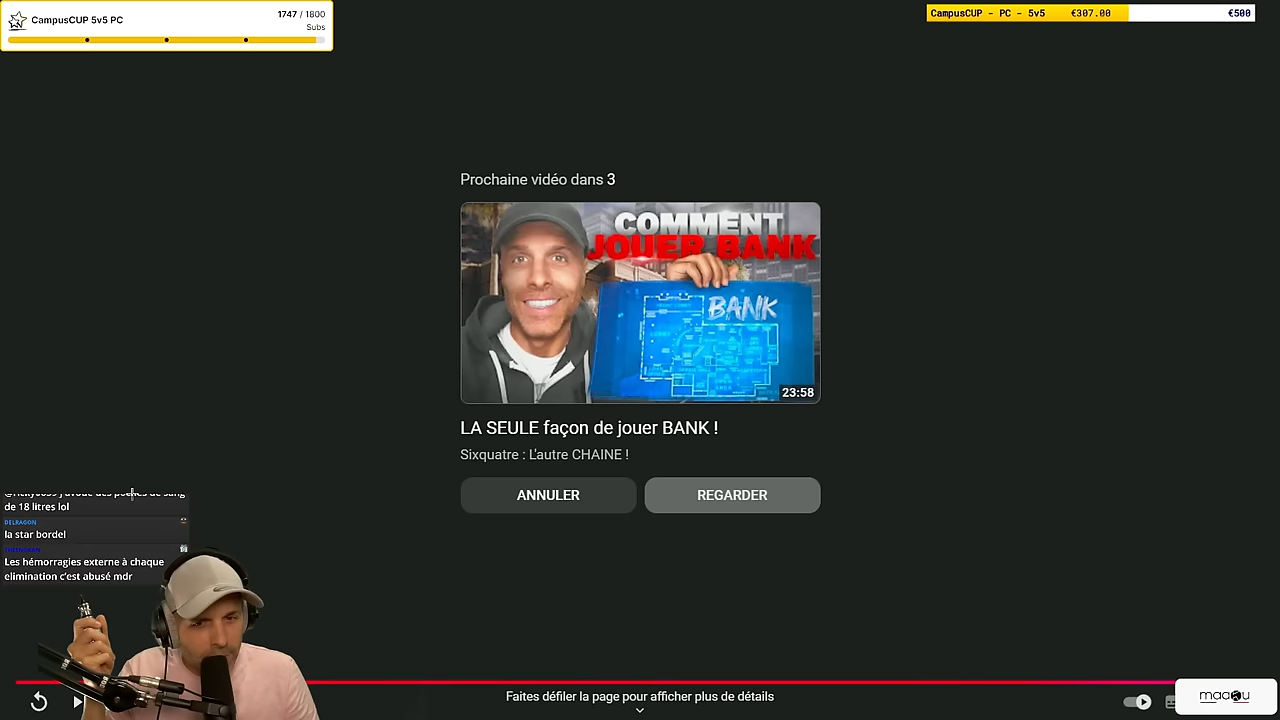 CampusCUP 5v5 PC
1747 / 1800
Subs
CampusCUP - PC - 5v5 €307.00 €500
Prochaine vidéo dans 3
COMMENT
JOUER BANK
BANK
23:58
LA SEULE façon de jouer BANK !
Sixquatre : L'autre CHAINE !
ANNULER
REGARDER
de 18 litres lol
DELRAGON
la star bordel
Les hémorragies externe à chaque
elimination c'est abusé mdr
Faites défiler la page pour afficher plus de détails